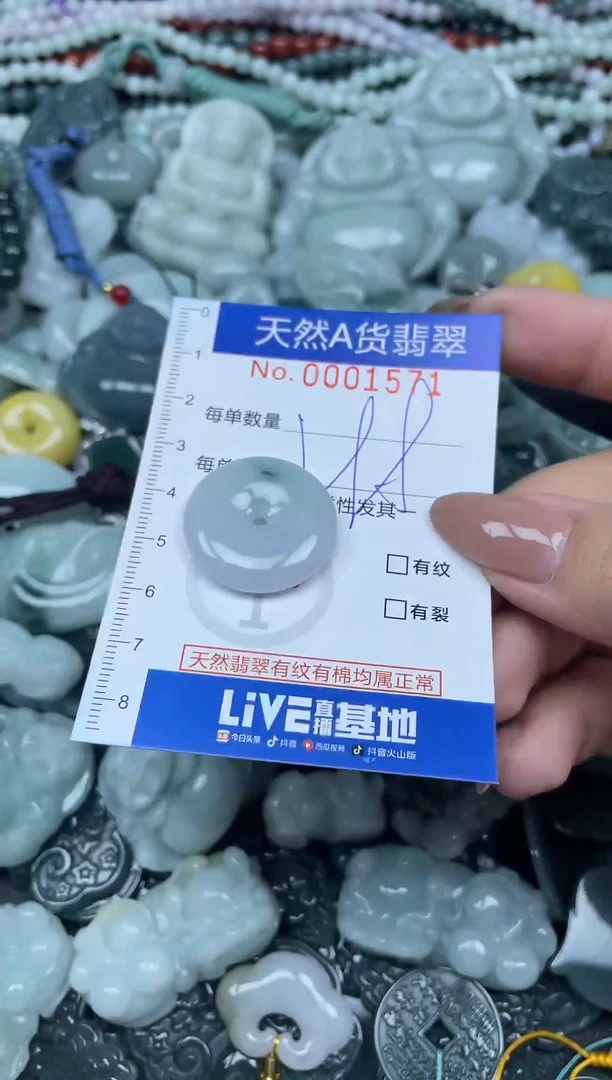 0
天然A货翡翠
No. 0001571
1
2
每单数量
3
每单
性发其一
4
5
有纹
6
有裂
7
天然翡翠有纹有棉均属正常
8
LiVE直播基地
今日头条 抖音 西瓜视频 抖音火山版